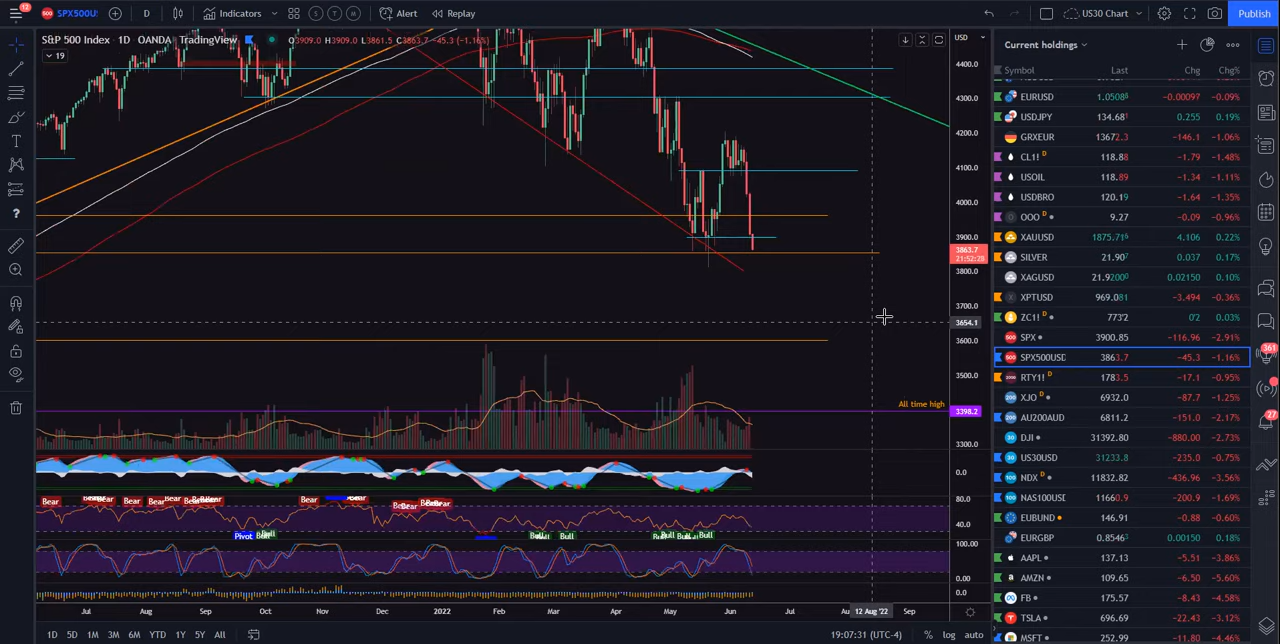 12 SPX500U D Indicators S T M Alert Replay US30 Chart Publish
S&P 500 Index · 1D · OANDA · TradingView O3909.0 H3909.0 L3861.5 C3863.7 −45.3 (−1.16%)
19
USD
4400.0
4300.0
4200.0
4100.0
4000.0
3900.0
3863.7
21:52:28
3800.0
3700.0
3654.1
3600.0
3500.0
All time high 3398.2
3300.0
0.0
80.0
40.0
100.00
0.00
0.00
Bear Bear Bear Bear Bear Bear Bear
Pivot Bull Bull Bull Bull Bull
Jul Aug Sep Oct Nov Dec 2022 Feb Mar Apr May Jun Jul Au 12 Aug '22 Sep
1D 5D 1M 3M 6M YTD 1Y 5Y All 19:07:31 (UTC-4) % log auto
Current holdings
Symbol Last Chg Chg%
EURUSD 1.05086 −0.00097 −0.09%
USDJPY 134.681 0.255 0.19%
GRXEUR 13672.3 −146.1 −1.06%
CL1! D 118.88 −1.79 −1.48%
USOIL 118.89 −1.34 −1.11%
USDBRO 120.19 −1.64 −1.35%
OOO D 9.27 −0.09 −0.96%
XAUUSD 1875.716 4.106 0.22%
SILVER 21.907 0.037 0.17%
XAGUSD 21.9200 0.02150 0.10%
XPTUSD 969.081 −3.494 −0.36%
ZC1! D 773'2 0'2 0.03%
SPX 3900.85 −116.96 −2.91%
SPX500USD 3863.7 −45.3 −1.16%
RTY1! D 1783.5 −17.1 −0.95%
XJO D 6932.0 −87.7 −1.25%
AU200AUD 6811.2 −151.0 −2.17%
DJI 31392.80 −880.00 −2.73%
US30USD 31233.8 −235.0 −0.75%
NDX D 11832.82 −436.96 −3.56%
NAS100USD 11660.9 −200.9 −1.69%
EUBUND 146.91 −0.88 −0.60%
EURGBP 0.85463 0.00150 0.18%
AAPL 137.13 −5.51 −3.86%
AMZN 109.65 −6.50 −5.60%
FB 175.57 −8.43 −4.58%
TSLA 696.69 −22.43 −3.12%
MSFT 252.99 −11.80 −4.46%
361
27